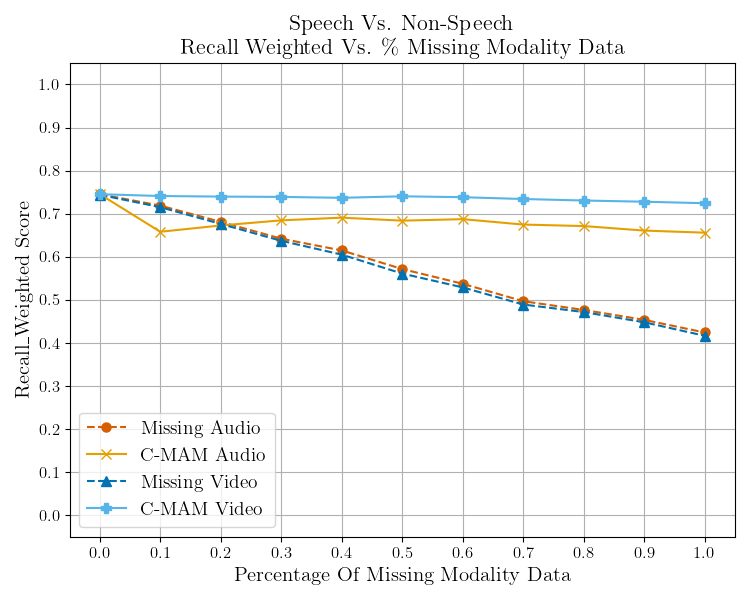 Speech Vs. Non-Speech
Recall Weighted Vs. % Missing Modality Data
Recall_Weighted Score
1.0
0.9
0.8
0.7
0.6
0.5
0.4
0.3
0.2
0.1
0.0
Missing Audio
C-MAM Audio
Missing Video
C-MAM Video
0.0 0.1 0.2 0.3 0.4 0.5 0.6 0.7 0.8 0.9 1.0
Percentage Of Missing Modality Data